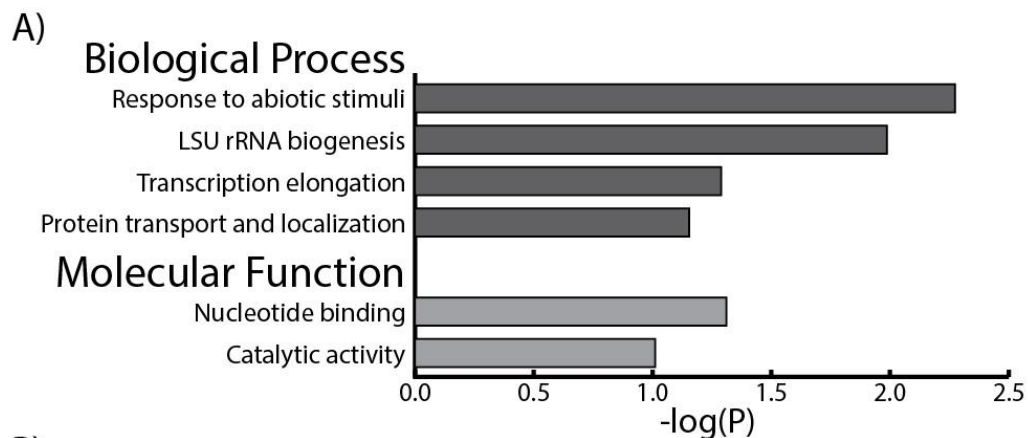 A)
Biological Process
Response to abiotic stimuli
LSU rRNA biogenesis
Transcription elongation
Protein transport and localization
Molecular Function
Nucleotide binding
Catalytic activity
0.0 0.5 1.0 1.5 2.0 2.5
-log(P)